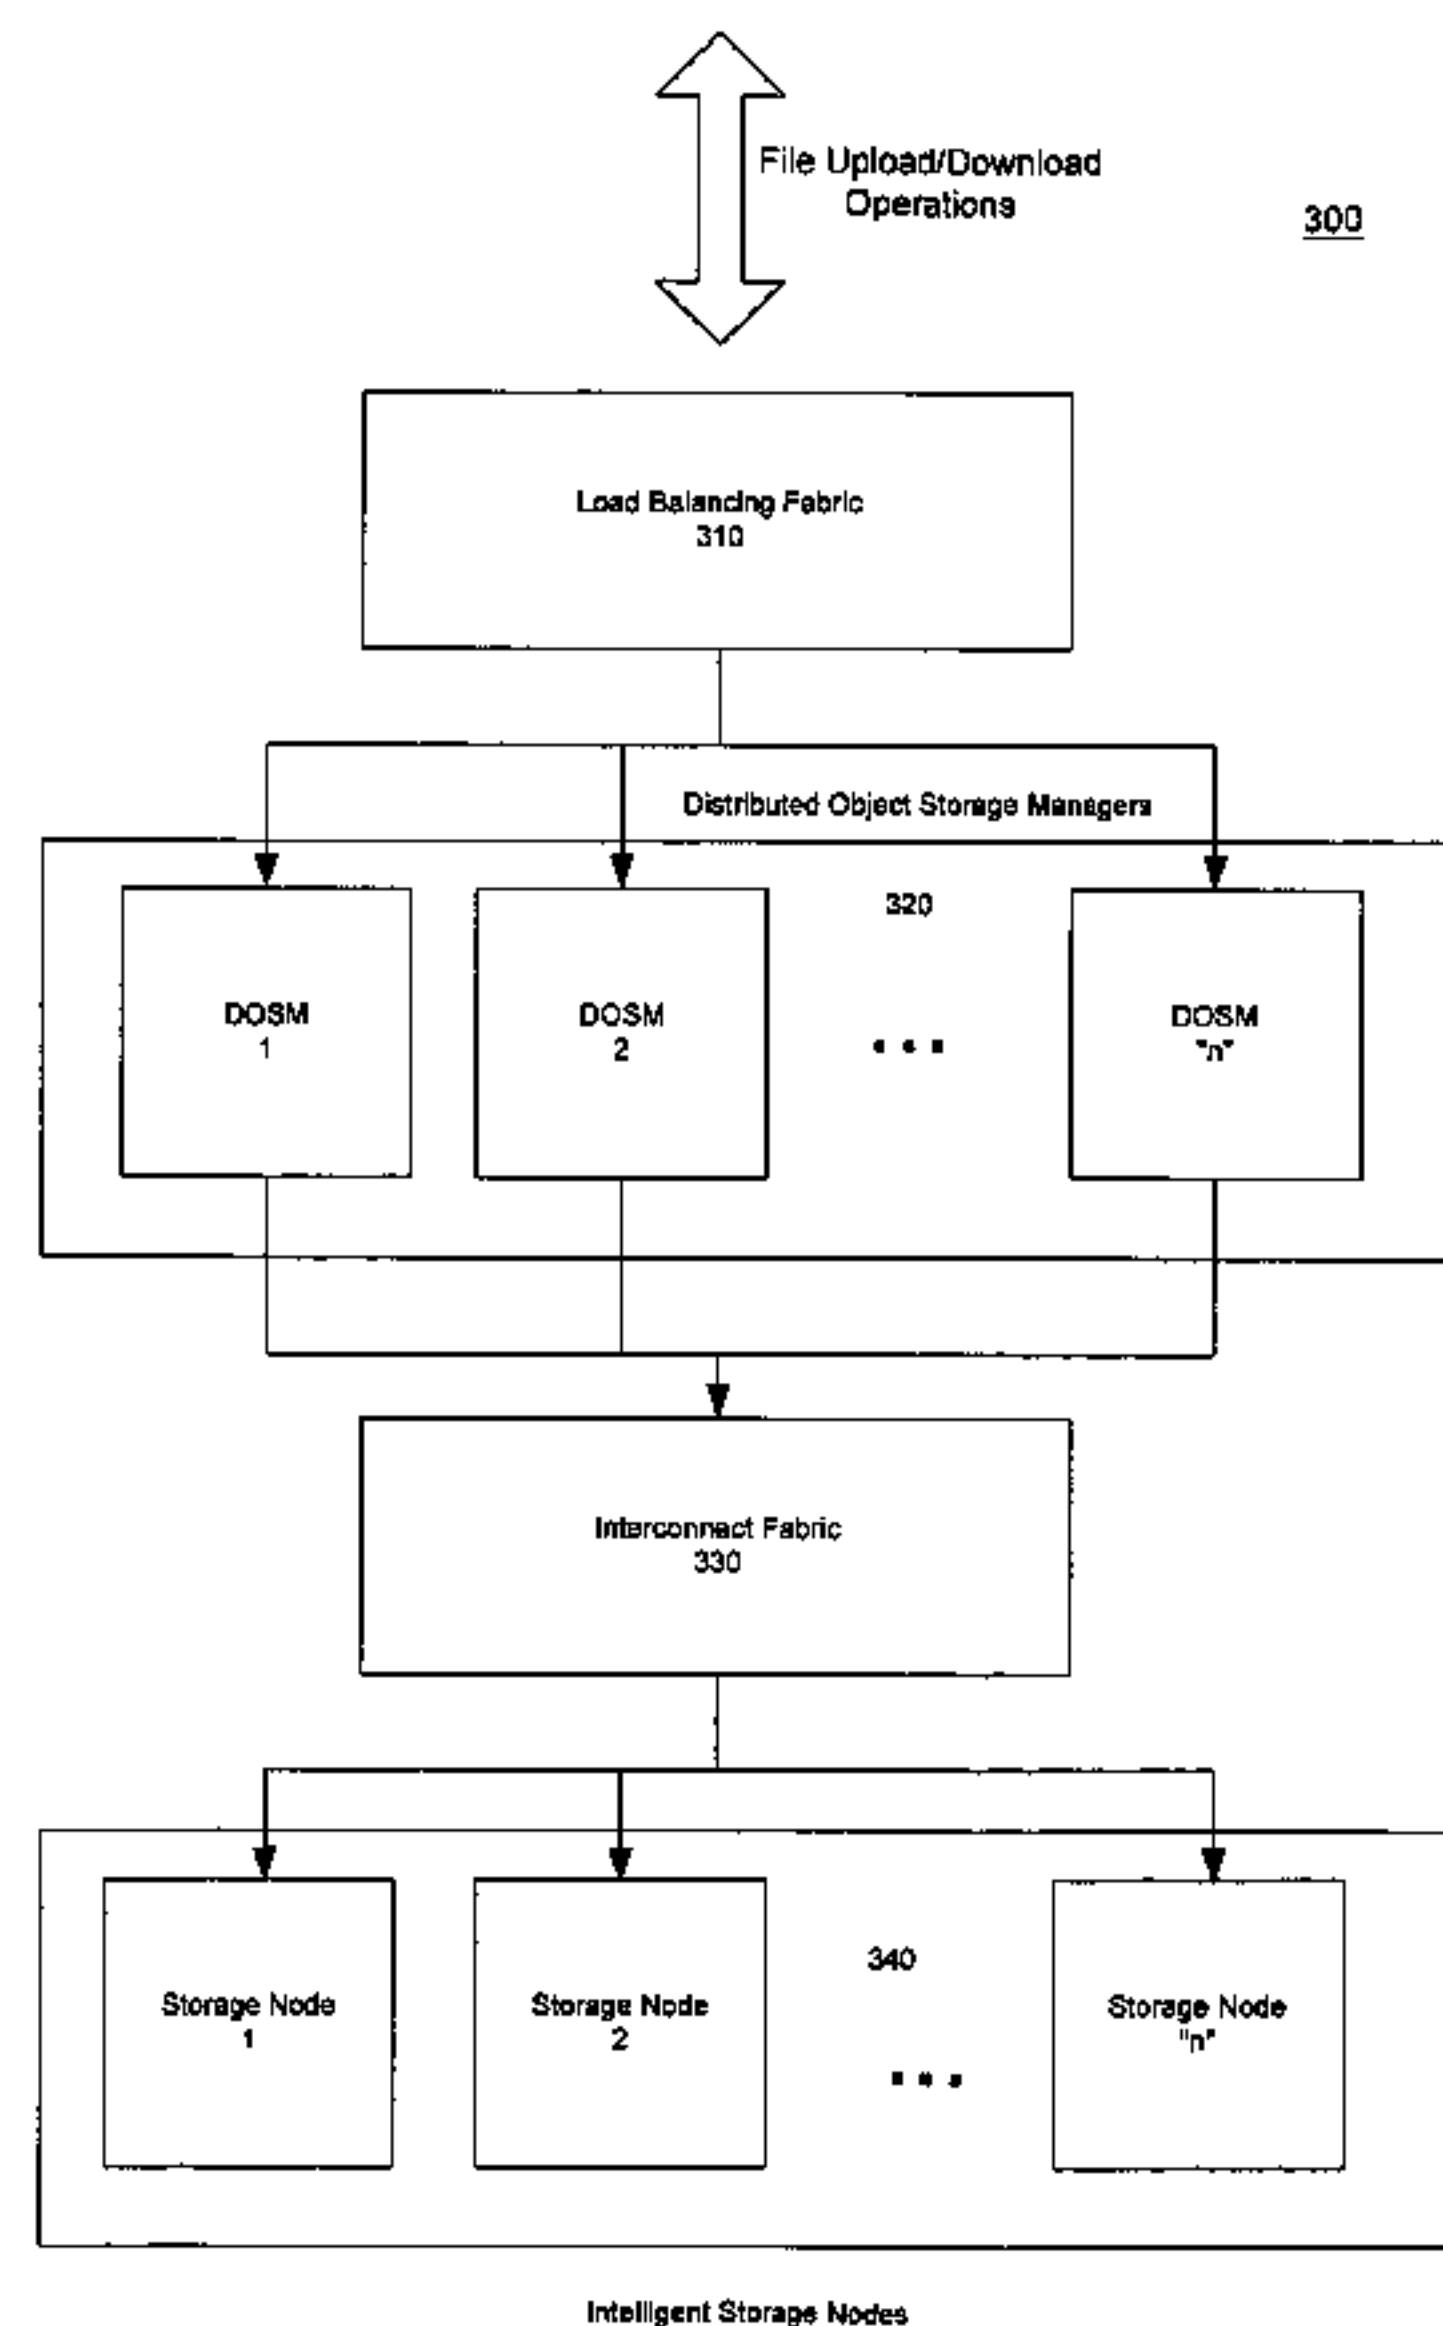 File Upload/Download
Operations
300
Load Balancing Fabric
310
Distributed Object Storage Managers
320
DOSM
1
DOSM
2
DOSM
"n"
Interconnect Fabric
330
340
Storage Node
1
Storage Node
2
Storage Node
"n"
Intelligent Storage Nodes